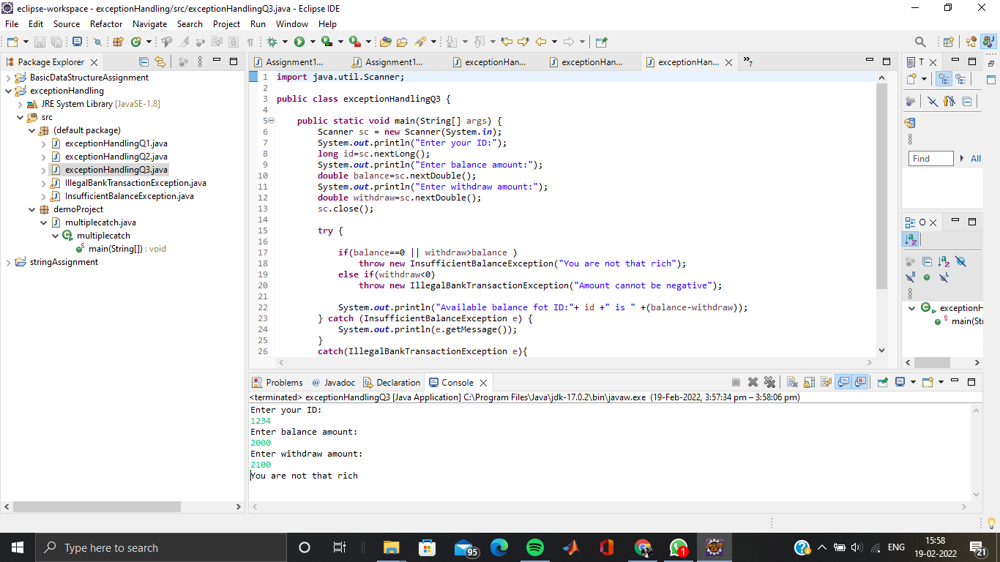 eclipse-workspace - exceptionHandling/src/exceptionHandlingQ3.java - Eclipse IDE
File Edit Source Refactor Navigate Search Project Run Window Help
Package Explorer
BasicDataStructureAssignment
exceptionHandling
JRE System Library [JavaSE-1.8]
src
(default package)
exceptionHandlingQ1.java
exceptionHandlingQ2.java
exceptionHandlingQ3.java
IllegalBankTransactionException.java
InsufficientBalanceException.java
demoProject
multiplecatch.java
multiplecatch
main(String[]) : void
stringAssignment
Assignment1... Assignment1... exceptionHan... exceptionHan... exceptionHan... »7
1 import java.util.Scanner;
2
3 public class exceptionHandlingQ3 {
4
5 public static void main(String[] args) {
6 Scanner sc = new Scanner(System.in);
7 System.out.println("Enter your ID:");
8 long id=sc.nextLong();
9 System.out.println("Enter balance amount:");
10 double balance=sc.nextDouble();
11 System.out.println("Enter withdraw amount:");
12 double withdraw=sc.nextDouble();
13 sc.close();
14
15 try {
16
17 if(balance==0 || withdraw>balance )
18 throw new InsufficientBalanceException("You are not that rich");
19 else if(withdraw<0)
20 throw new IllegalBankTransactionException("Amount cannot be negative");
21
22 System.out.println("Available balance fot ID:"+ id +" is " +(balance-withdraw));
23 } catch (InsufficientBalanceException e) {
24 System.out.println(e.getMessage());
25 }
26 catch(IllegalBankTransactionException e){
T
Find All
O
exceptionH
main(Str
Problems @ Javadoc Declaration Console
<terminated> exceptionHandlingQ3 [Java Application] C:\Program Files\Java\jdk-17.0.2\bin\javaw.exe (19-Feb-2022, 3:57:34 pm – 3:58:06 pm)
Enter your ID:
1234
Enter balance amount:
2000
Enter withdraw amount:
2100
You are not that rich
Type here to search
95
1
ENG
15:58
19-02-2022
21